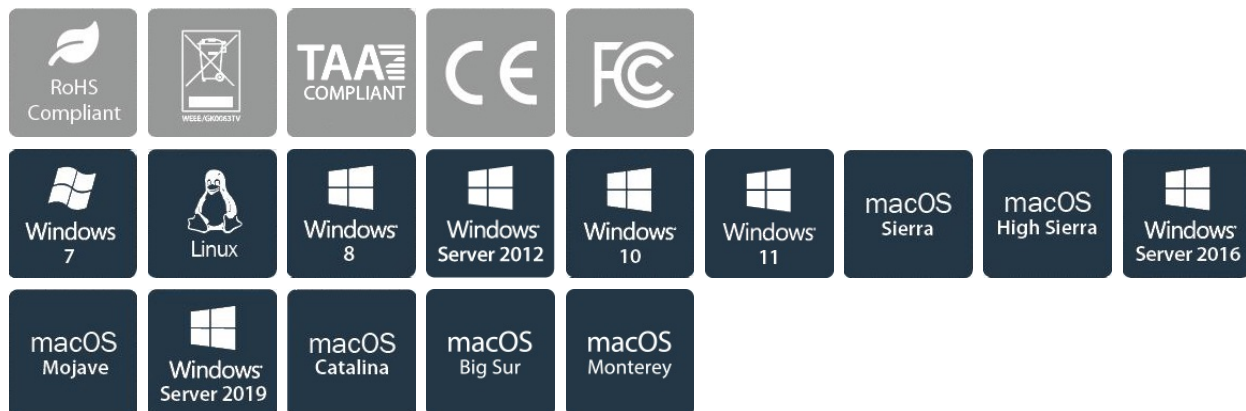 RoHS
Compliant
WEEE/GK0083TV
TAA
COMPLIANT
CE
FC
Windows
7
Linux
Windows
8
Windows
Server 2012
Windows
10
Windows
11
macOS
Sierra
macOS
High Sierra
Windows
Server 2016
macOS
Mojave
Windows
Server 2019
macOS
Catalina
macOS
Big Sur
macOS
Monterey